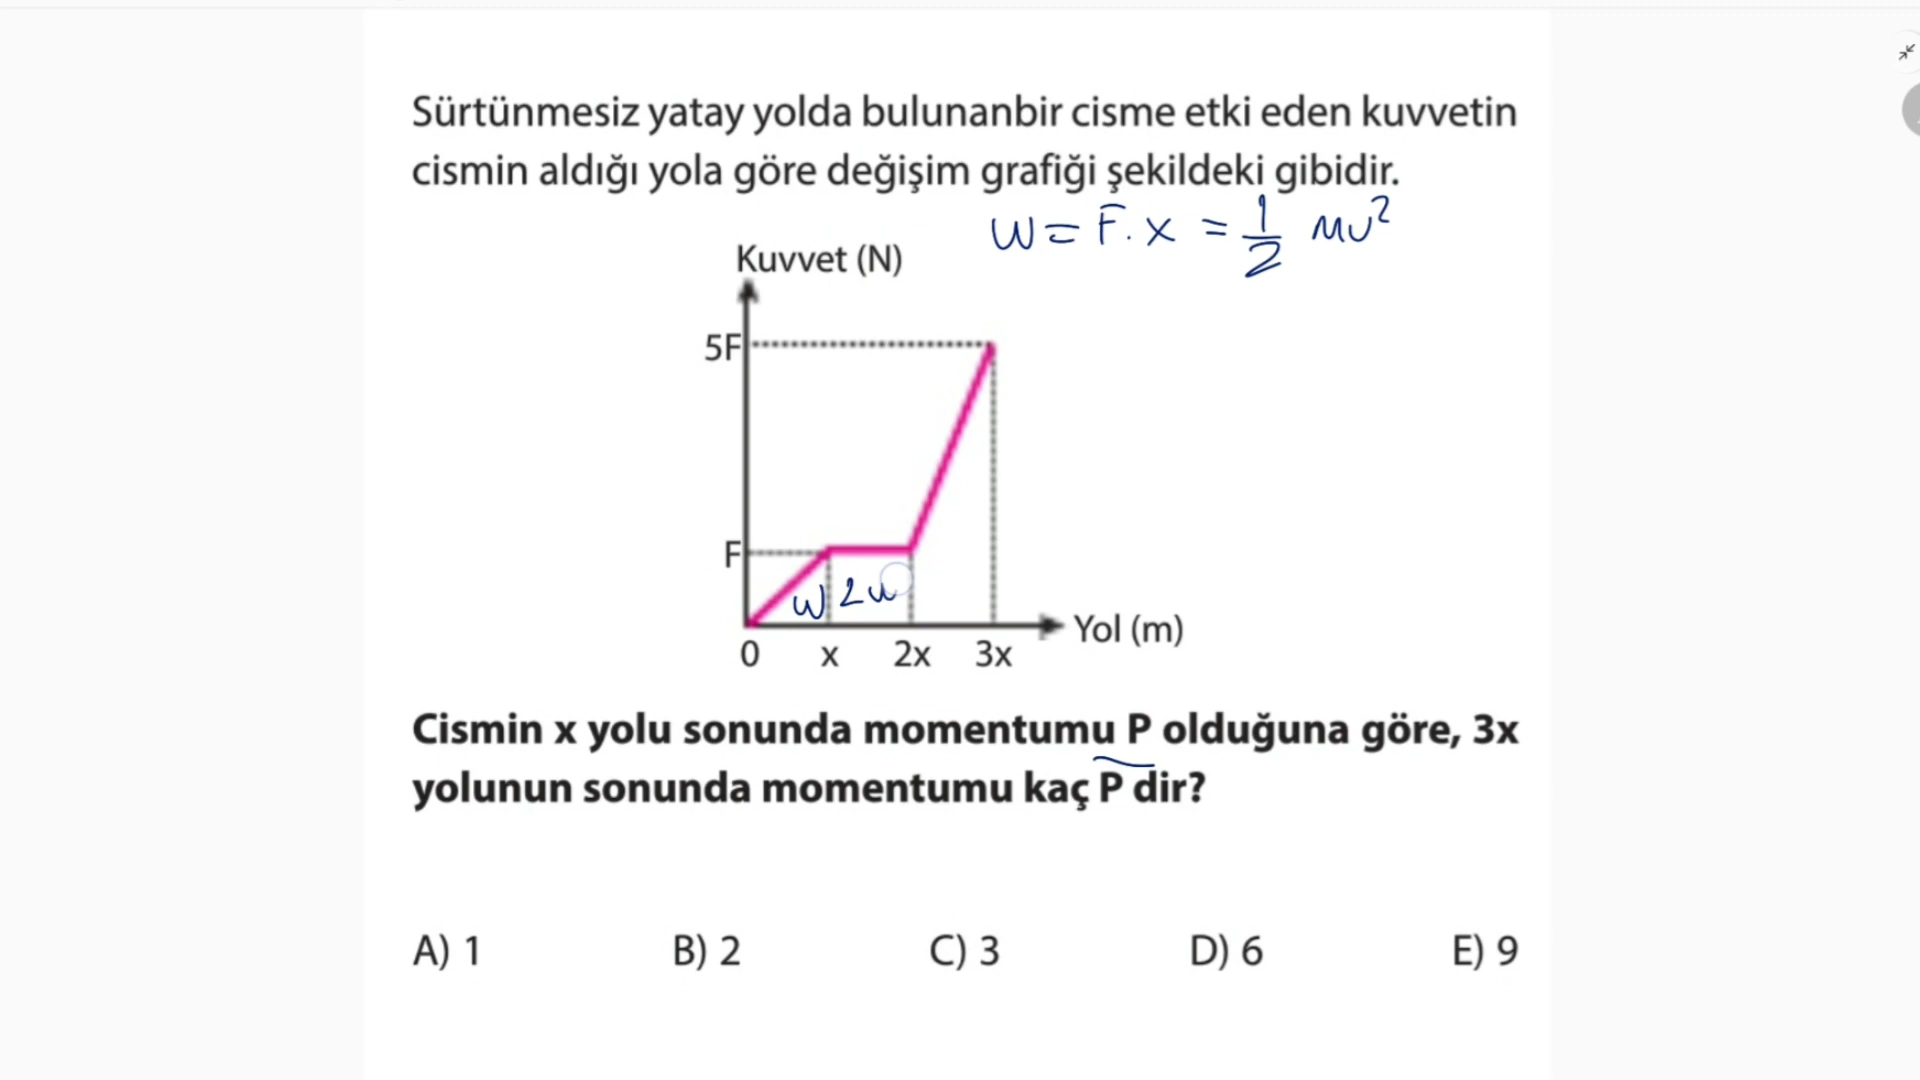 Sürtünmesiz yatay yolda bulunanbir cisme etki eden kuvvetin
cismin aldığı yola göre değişim grafiği şekildeki gibidir.
W = F . x = 1/2 mv²
Kuvvet (N)
5F
F
W 2W
Yol (m)
0 x 2x 3x
Cismin x yolu sonunda momentumu P olduğuna göre, 3x
yolunun sonunda momentumu kaç P dir?
A) 1 B) 2 C) 3 D) 6 E) 9